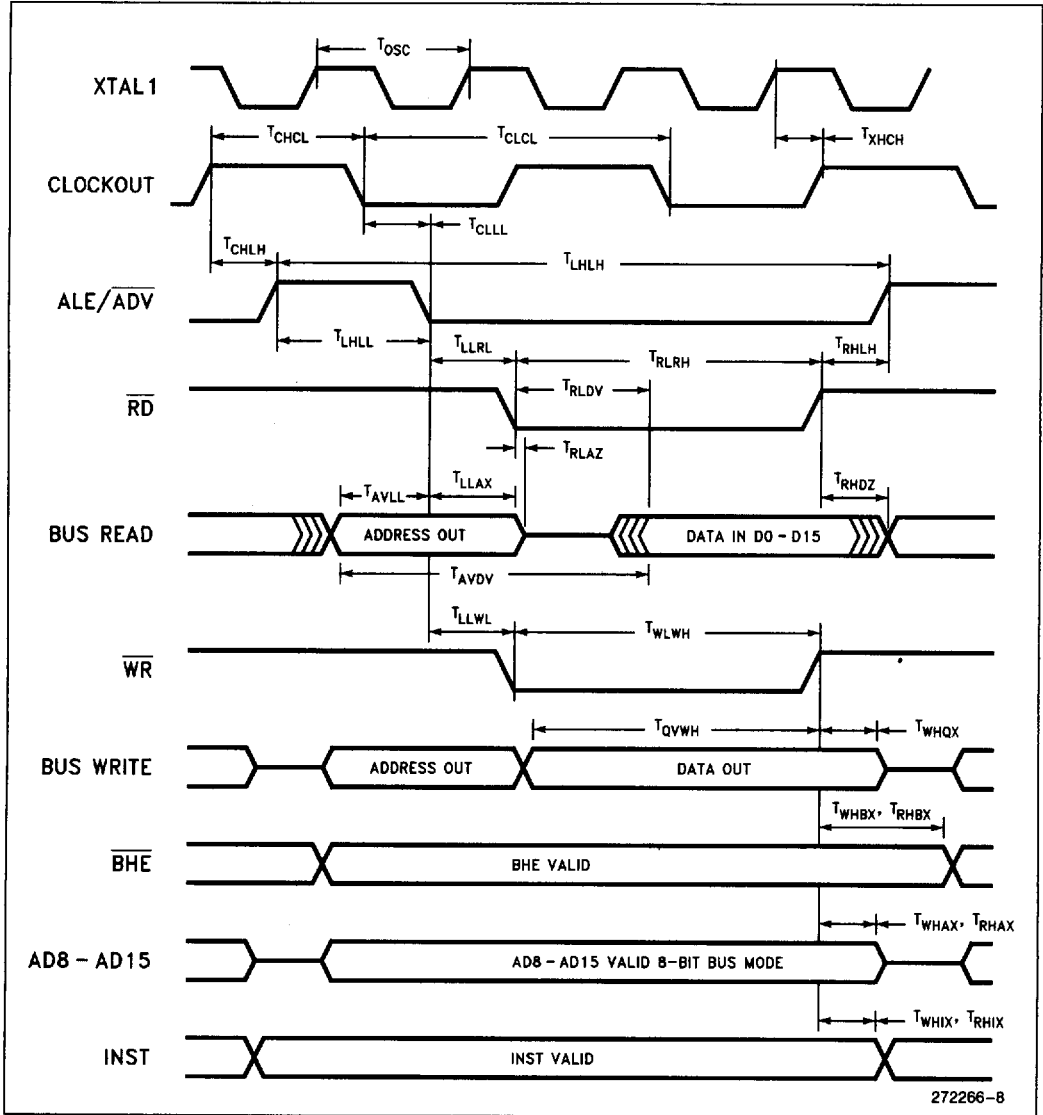 T_OSC
XTAL1
T_CHCL
T_CLCL
T_XHCH
CLOCKOUT
T_CLLL
T_CHLH
T_LHLH
ALE/ADV
T_LHLL
T_LLRL
T_RLRH
T_RHLH
RD
T_RLDV
T_RLAZ
T_AVLL
T_LLAX
T_RHDZ
BUS READ
ADDRESS OUT
DATA IN D0 - D15
T_AVDV
T_LLWL
T_WLWH
WR
T_QVWH
T_WHQX
BUS WRITE
ADDRESS OUT
DATA OUT
T_WHBX, T_RHBX
BHE
BHE VALID
T_WHAX, T_RHAX
AD8 - AD15
AD8 - AD15 VALID 8-BIT BUS MODE
T_WHIX, T_RHIX
INST
INST VALID
272266-8